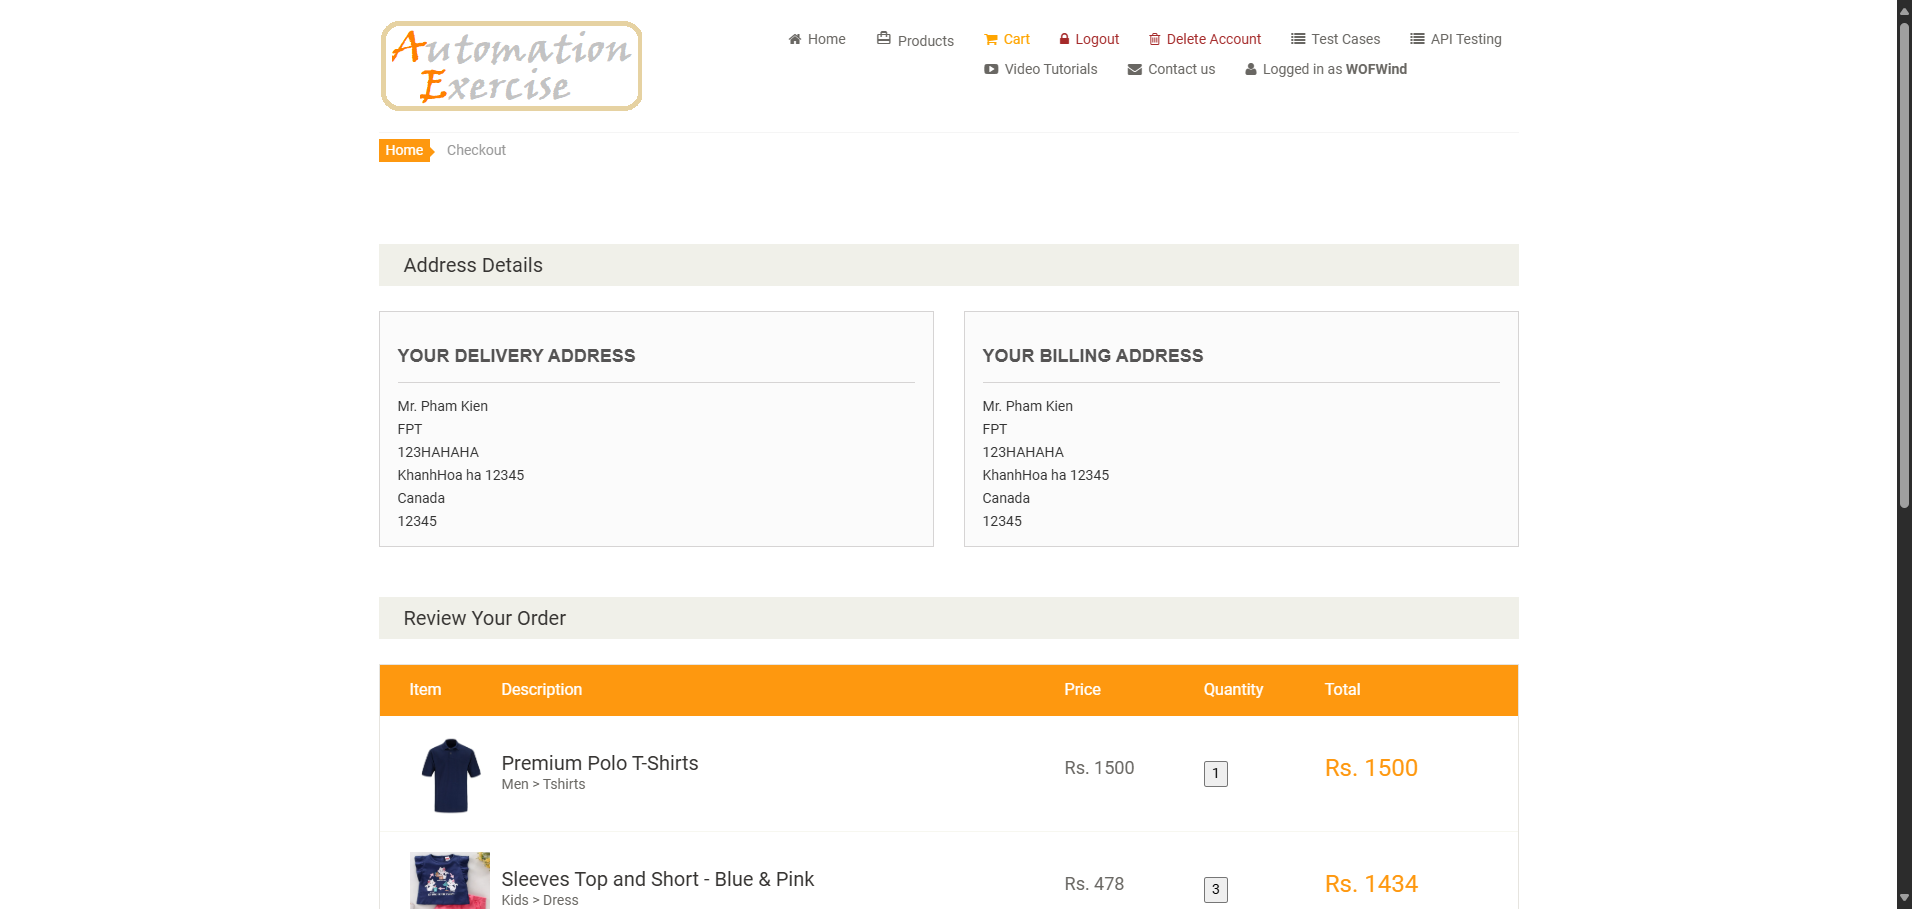 Automation
Exercise
Home
Products
Cart
Logout
Delete Account
Test Cases
API Testing
Video Tutorials
Contact us
Logged in as WOFWind
Home
Checkout
Address Details
YOUR DELIVERY ADDRESS
Mr. Pham Kien
FPT
123HAHAHA
KhanhHoa ha 12345
Canada
12345
YOUR BILLING ADDRESS
Mr. Pham Kien
FPT
123HAHAHA
KhanhHoa ha 12345
Canada
12345
Review Your Order
Item Description Price Quantity Total
Premium Polo T-Shirts
Men > Tshirts
Rs. 1500
1
Rs. 1500
Sleeves Top and Short - Blue & Pink
Kids > Dress
Rs. 478
3
Rs. 1434